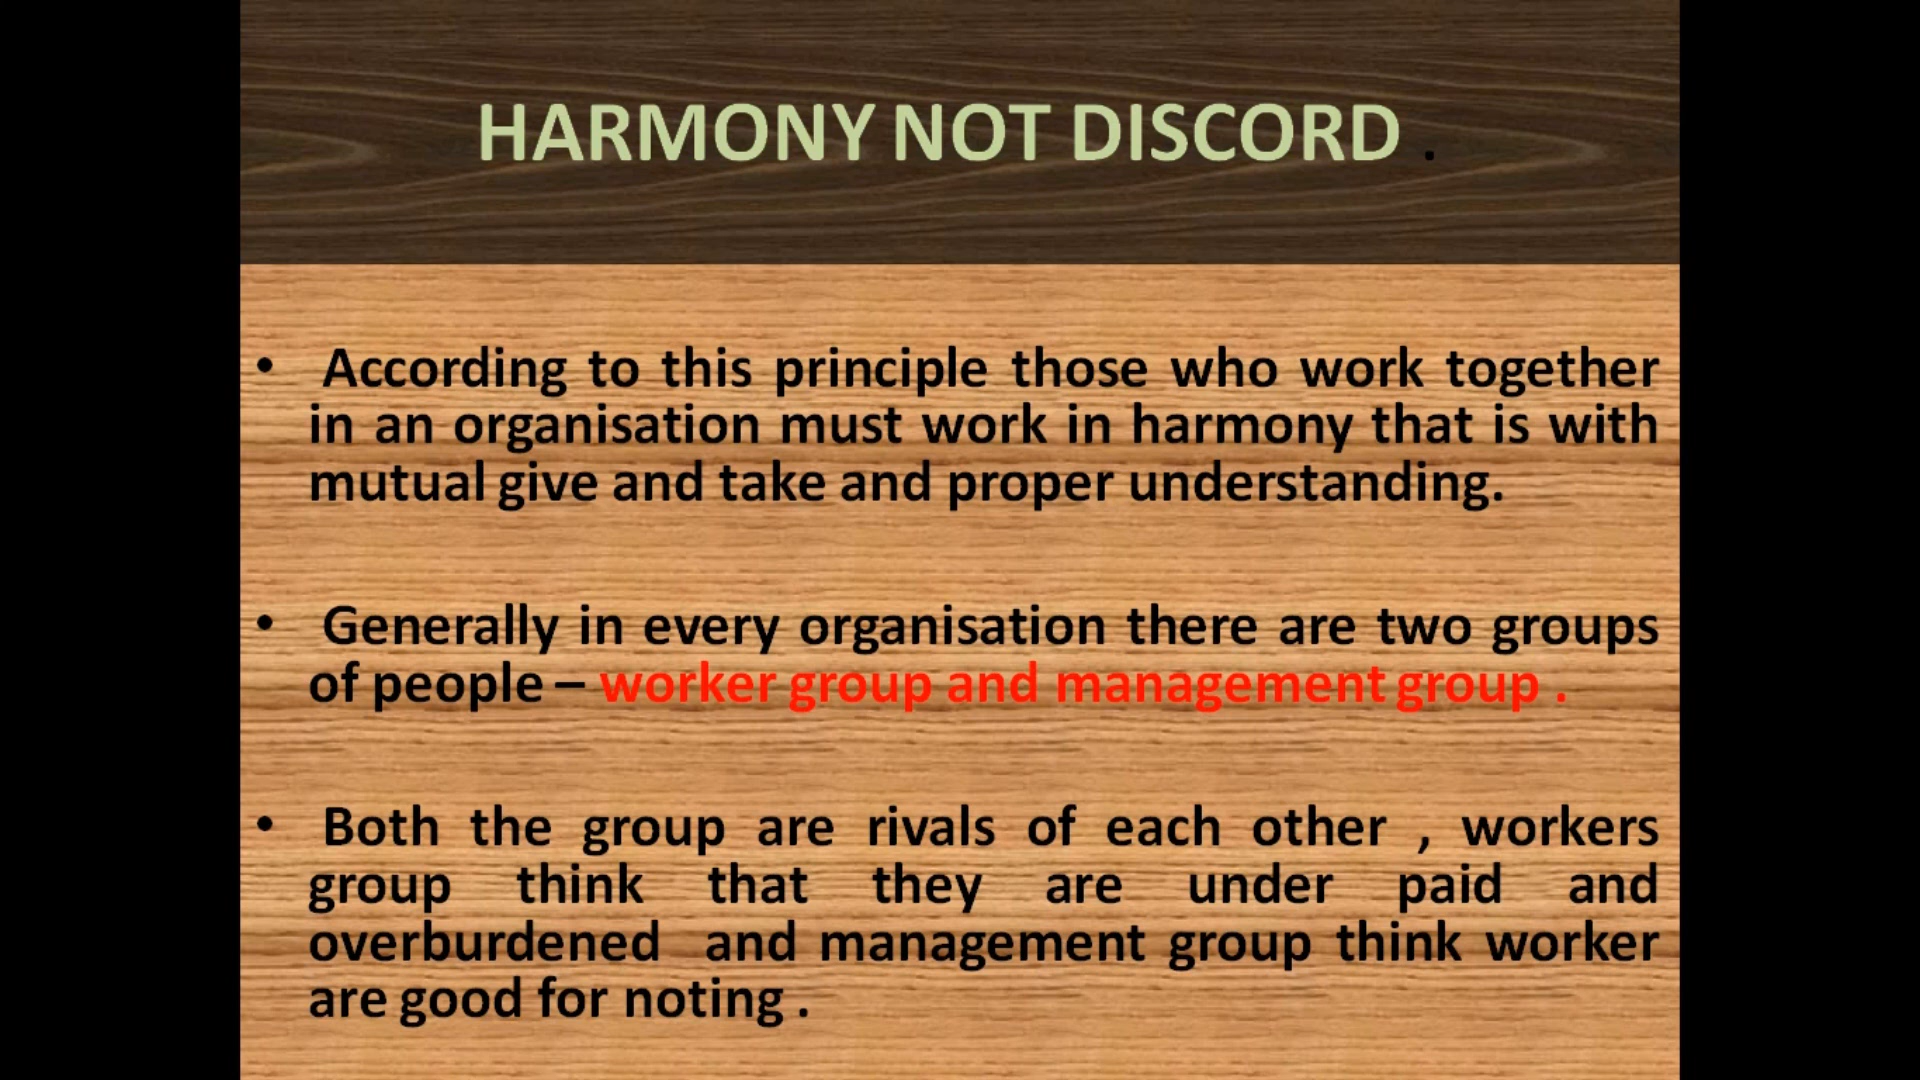 HARMONY NOT DISCORD .
• According to this principle those who work together
in an organisation must work in harmony that is with
mutual give and take and proper understanding.
• Generally in every organisation there are two groups
of people – worker group and management group .
• Both the group are rivals of each other , workers
group think that they are under paid and
overburdened and management group think worker
are good for noting .